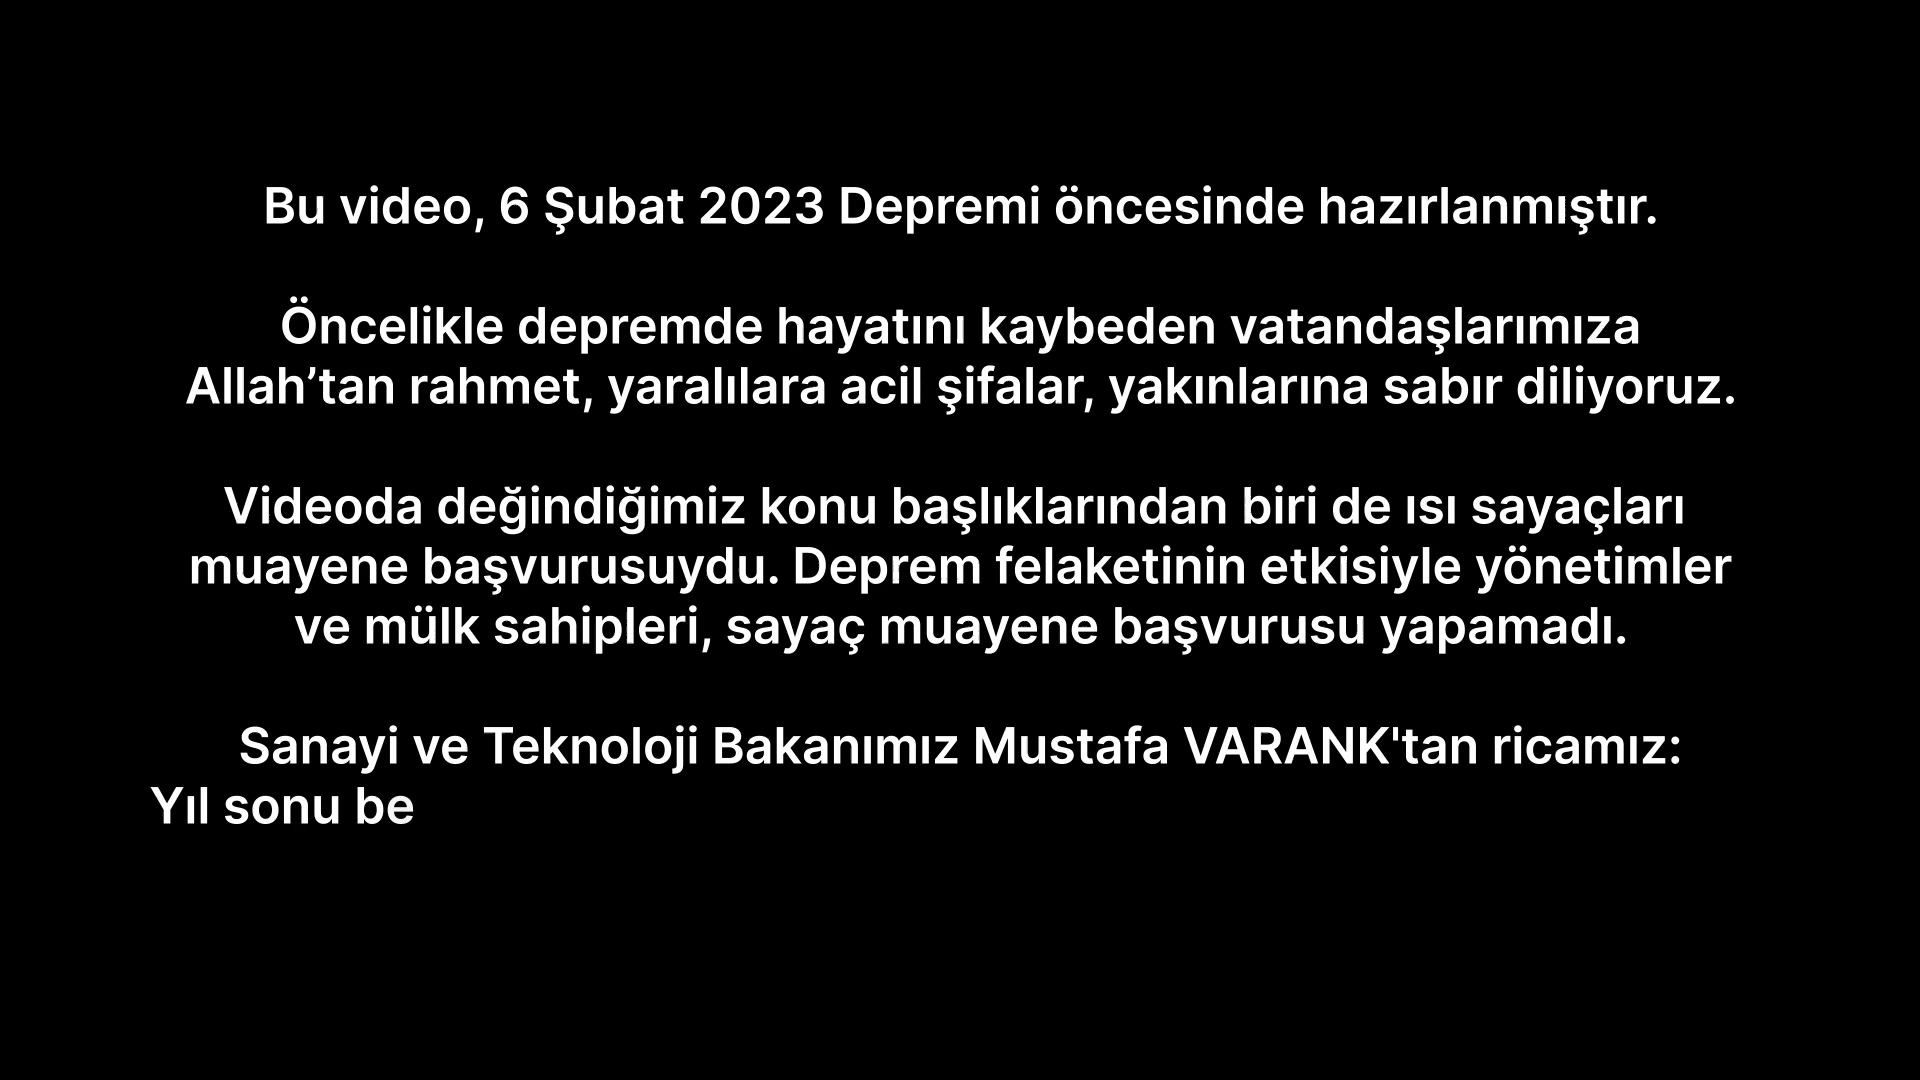 Bu video, 6 Şubat 2023 Depremi öncesinde hazırlanmıştır.
Öncelikle depremde hayatını kaybeden vatandaşlarımıza
Allah’tan rahmet, yaralılara acil şifalar, yakınlarına sabır diliyoruz.
Videoda değindiğimiz konu başlıklarından biri de ısı sayaçları
muayene başvurusuydu. Deprem felaketinin etkisiyle yönetimler
ve mülk sahipleri, sayaç muayene başvurusu yapamadı.
Sanayi ve Teknoloji Bakanımız Mustafa VARANK'tan ricamız:
Yıl sonu be